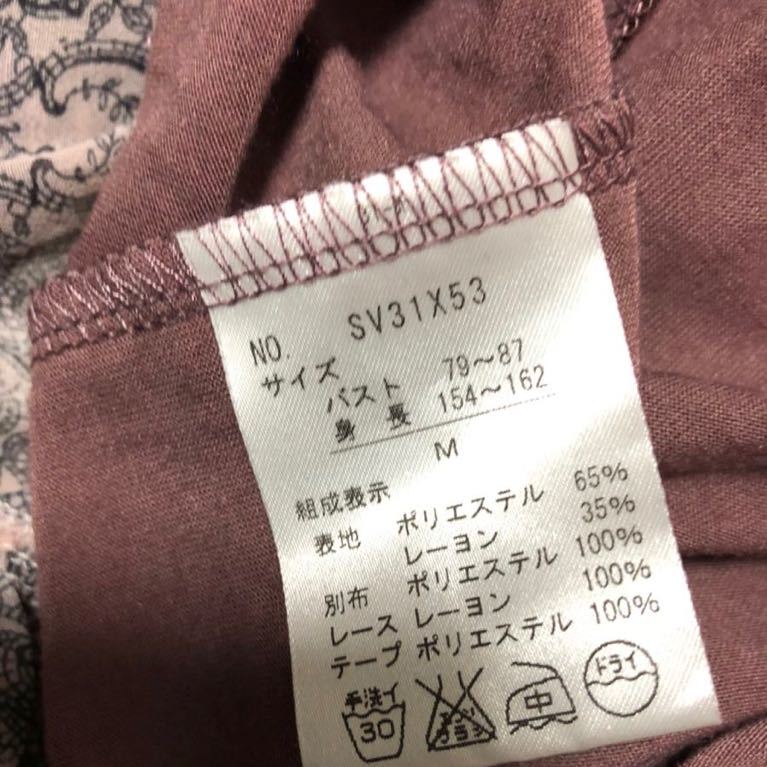 NO. SV31X53
サイズ
バスト 79～87
身長 154～162
M
組成表示
表地 ポリエステル 65%
レーヨン 35%
別布 ポリエステル 100%
レース レーヨン 100%
テープ ポリエステル 100%
手洗イ
30
中
ドライ